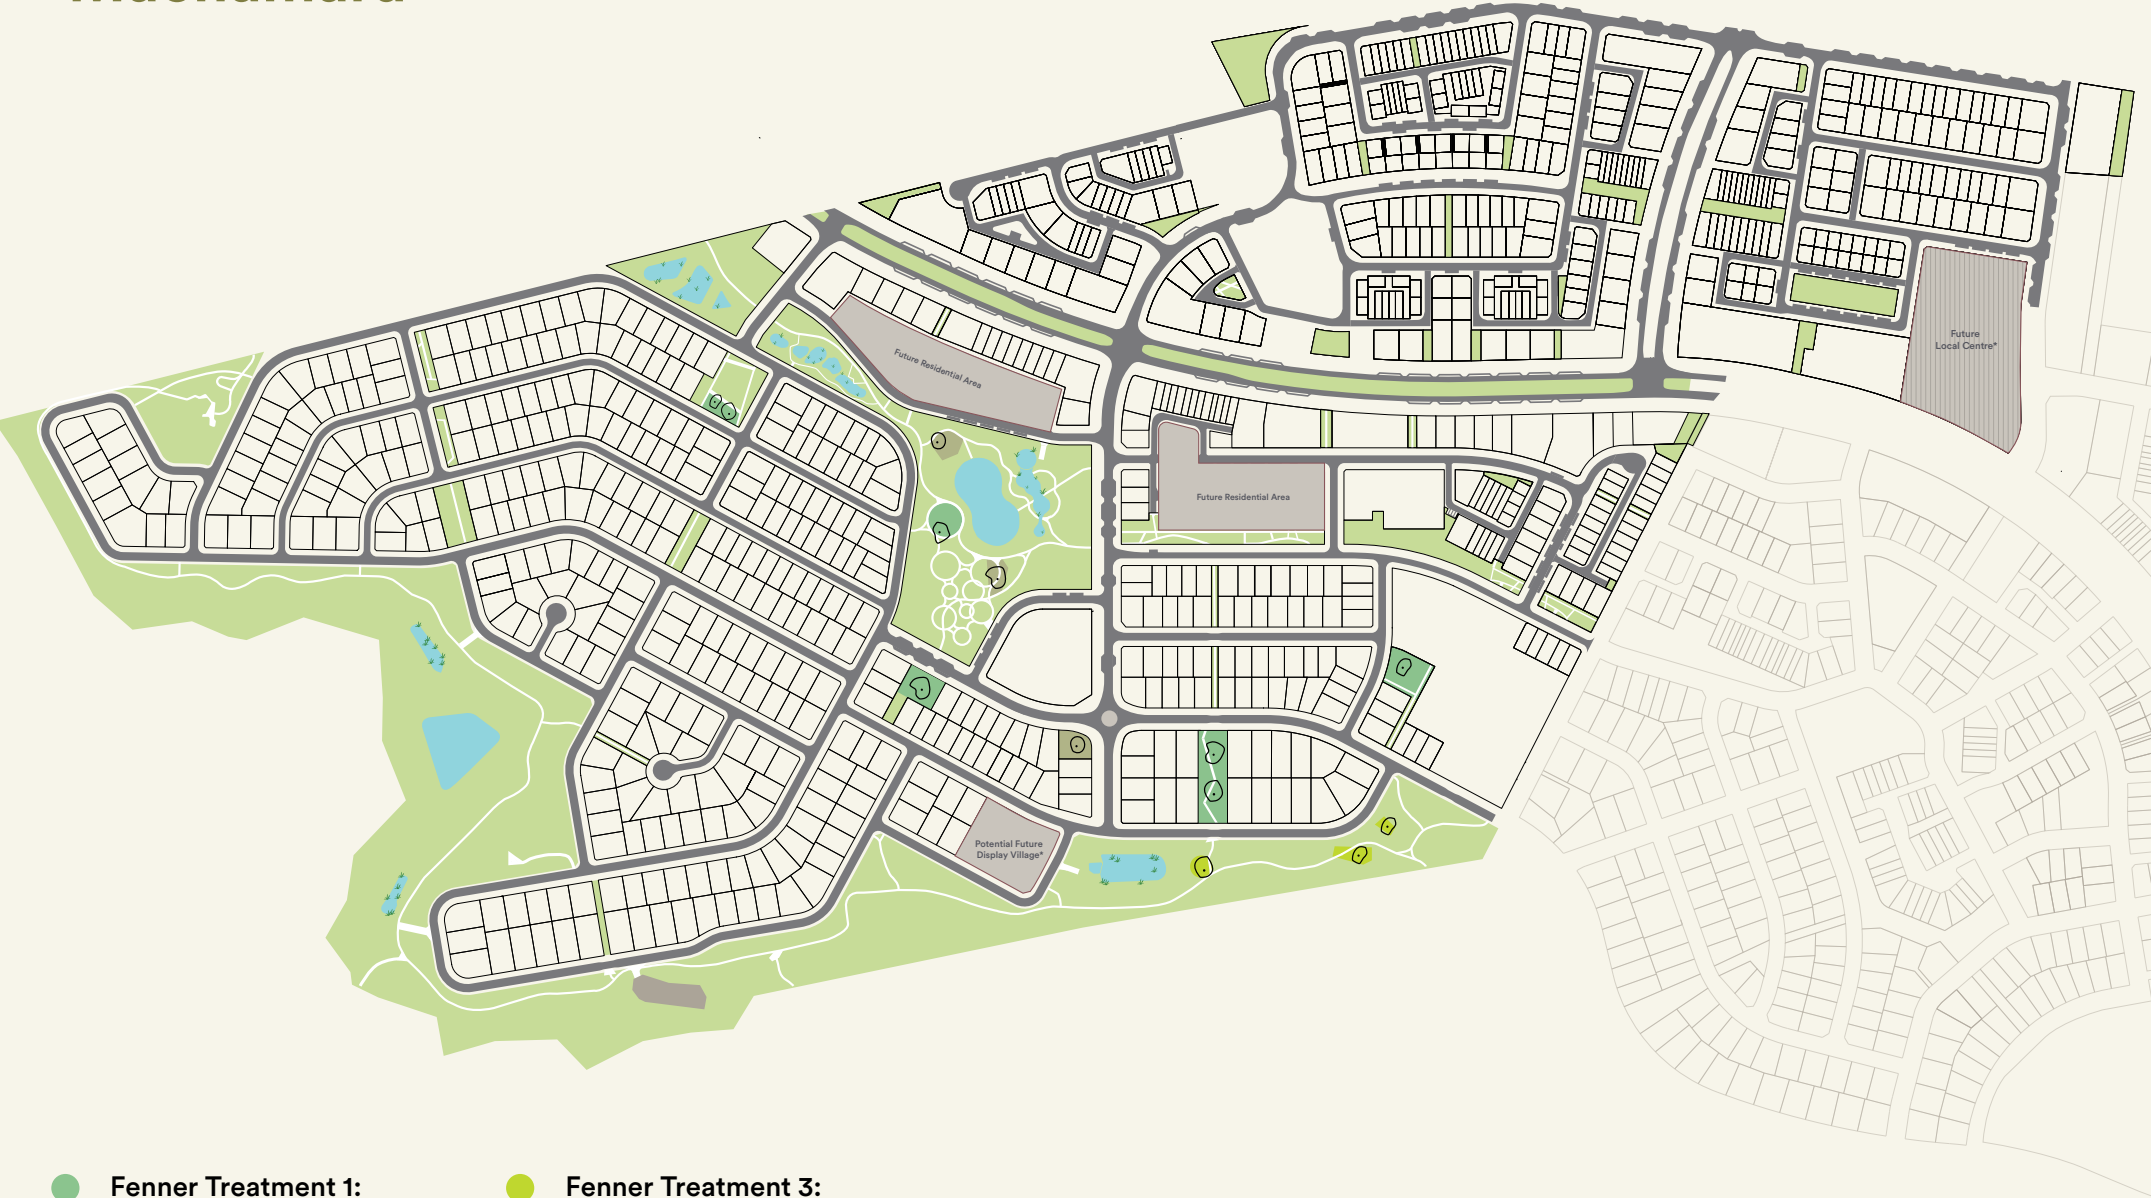 Future Residential Area
Future
Local Centre*
Future Residential Area
Potential Future
Display Village*
Fenner Treatment 1:
Fenner Treatment 3: